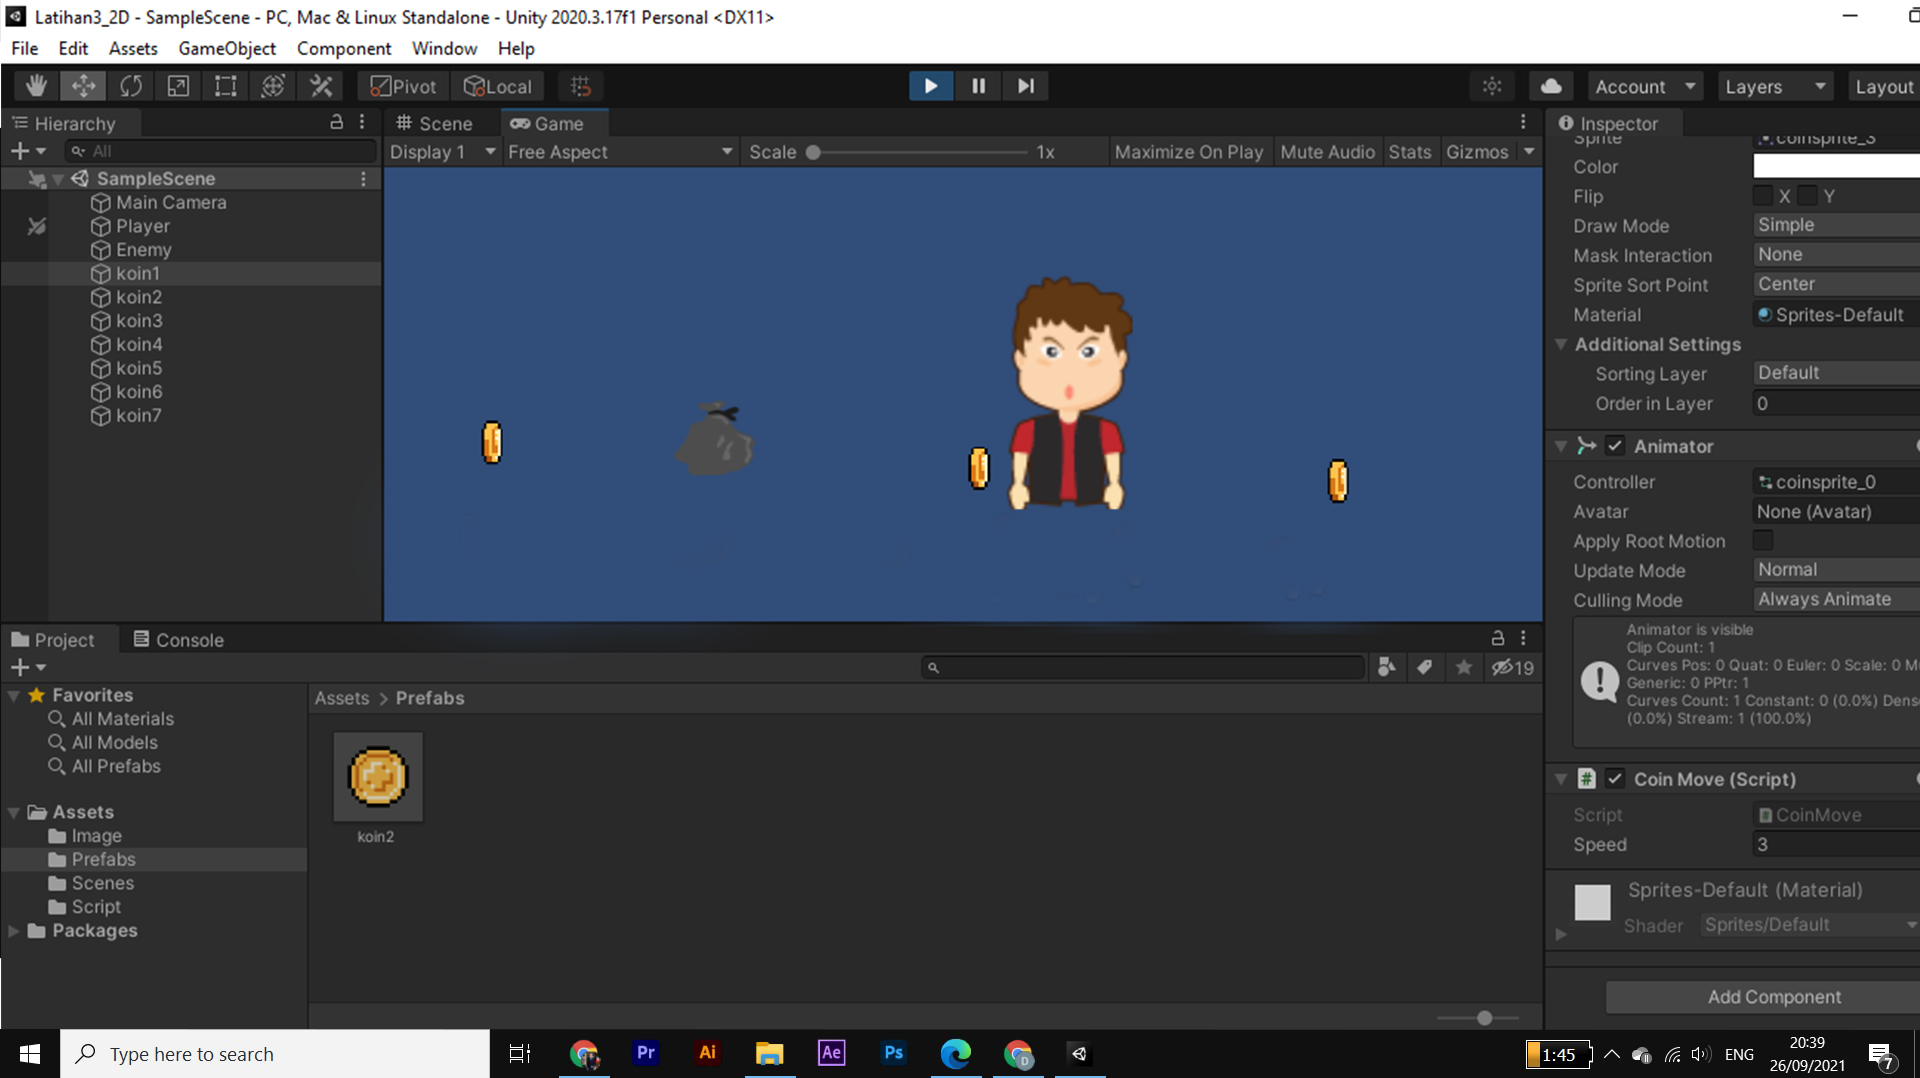 Latihan3_2D - SampleScene - PC, Mac & Linux Standalone - Unity 2020.3.17f1 Personal <DX11>
File Edit Assets GameObject Component Window Help
Pivot Local Account Layers Layout
Hierarchy
All
SampleScene
Main Camera
Player
Enemy
koin1
koin2
koin3
koin4
koin5
koin6
koin7
Scene Game
Display 1 Free Aspect Scale 1x Maximize On Play Mute Audio Stats Gizmos
Inspector
Sprite coinsprite_3
Color
Flip X Y
Draw Mode Simple
Mask Interaction None
Sprite Sort Point Center
Material Sprites-Default
Additional Settings
Sorting Layer Default
Order in Layer 0
Animator
Controller coinsprite_0
Avatar None (Avatar)
Apply Root Motion
Update Mode Normal
Culling Mode Always Animate
Animator is visible
Clip Count: 1
Curves Pos: 0 Quat: 0 Euler: 0 Scale: 0
Generic: 0 PPtr: 1
Curves Count: 1 Constant: 0 (0.0%)
(0.0%) Stream: 1 (100.0%)
Coin Move (Script)
Script CoinMove
Speed 3
Sprites-Default (Material)
Shader Sprites/Default
Add Component
Project Console
19
Favorites
All Materials
All Models
All Prefabs
Assets
Image
Prefabs
Scenes
Script
Packages
Assets > Prefabs
koin2
Type here to search
Pr Ai Ae Ps
D
1:45
ENG
20:39
26/09/2021
7